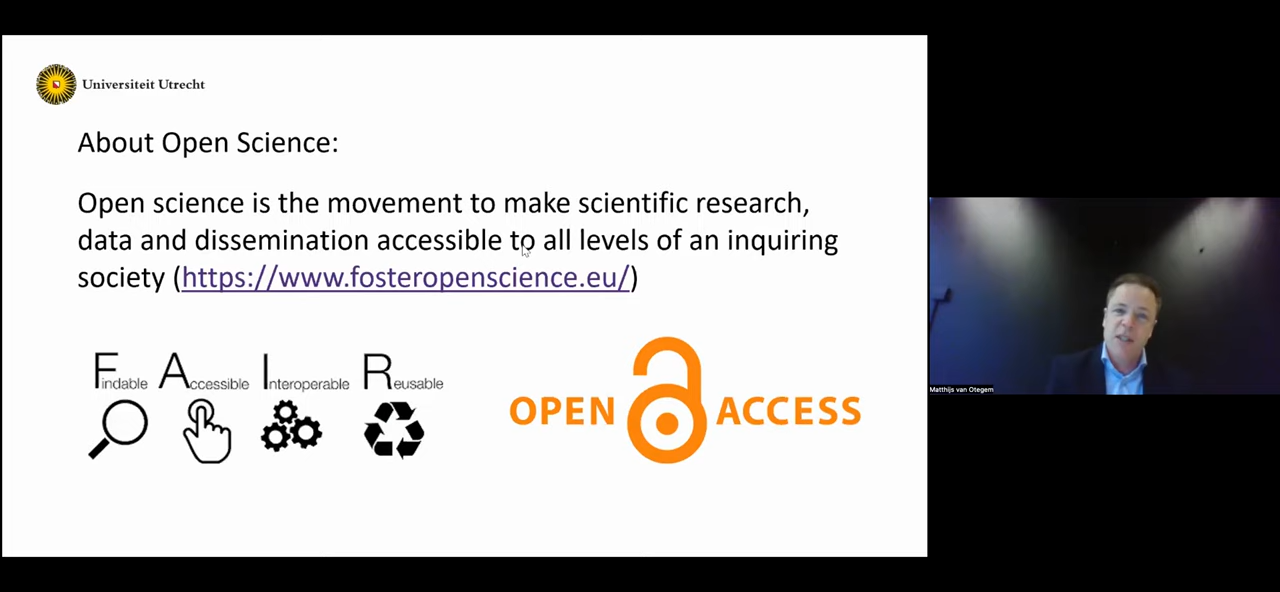 Universiteit Utrecht
About Open Science:
Open science is the movement to make scientific research,
data and dissemination accessible to all levels of an inquiring
society (https://www.fosteropenscience.eu/)
Findable Accessible Interoperable Reusable
OPEN ACCESS
Matthijs van Otegem